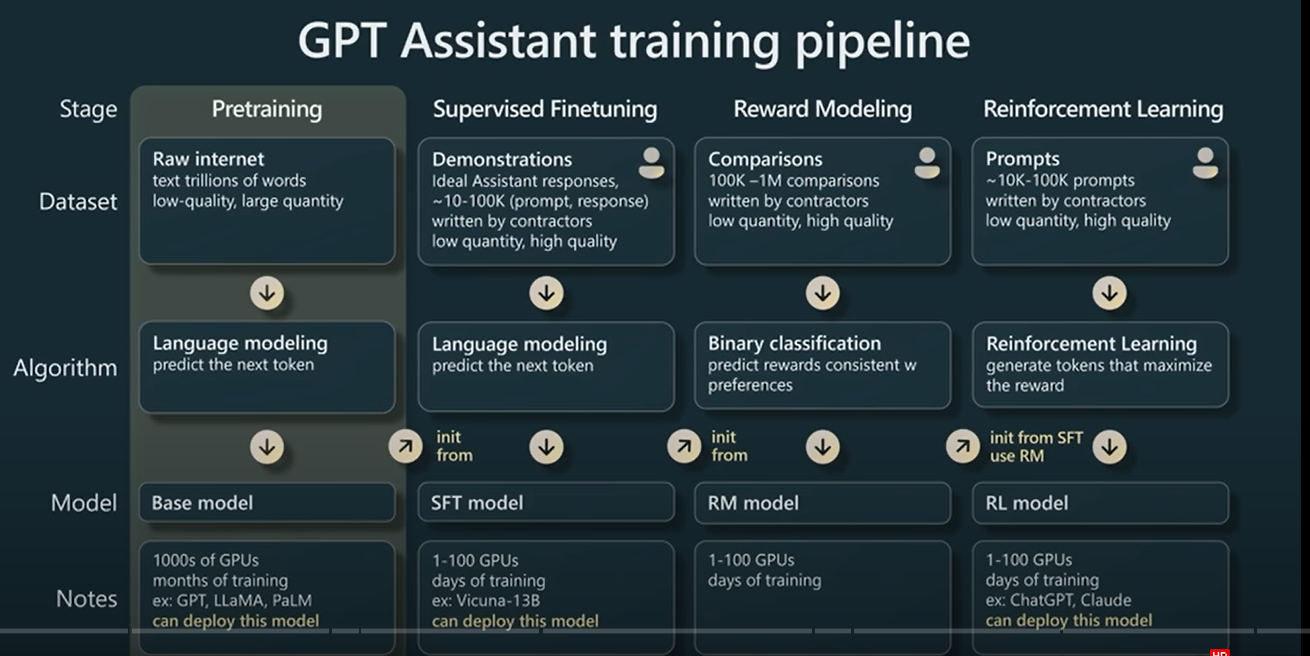 GPT Assistant training pipeline
Stage
Pretraining
Supervised Finetuning
Reward Modeling
Reinforcement Learning
Dataset
Raw internet
text trillions of words
low-quality, large quantity
Demonstrations
Ideal Assistant responses,
~10-100K (prompt, response)
written by contractors
low quantity, high quality
Comparisons
100K –1M comparisons
written by contractors
low quantity, high quality
Prompts
~10K-100K prompts
written by contractors
low quantity, high quality
Algorithm
Language modeling
predict the next token
Language modeling
predict the next token
Binary classification
predict rewards consistent w
preferences
Reinforcement Learning
generate tokens that maximize
the reward
init
from
init
from
init from SFT
use RM
Model
Base model
SFT model
RM model
RL model
Notes
1000s of GPUs
months of training
ex: GPT, LLaMA, PaLM
can deploy this model
1-100 GPUs
days of training
ex: Vicuna-13B
can deploy this model
1-100 GPUs
days of training
1-100 GPUs
days of training
ex: ChatGPT, Claude
can deploy this model
HD